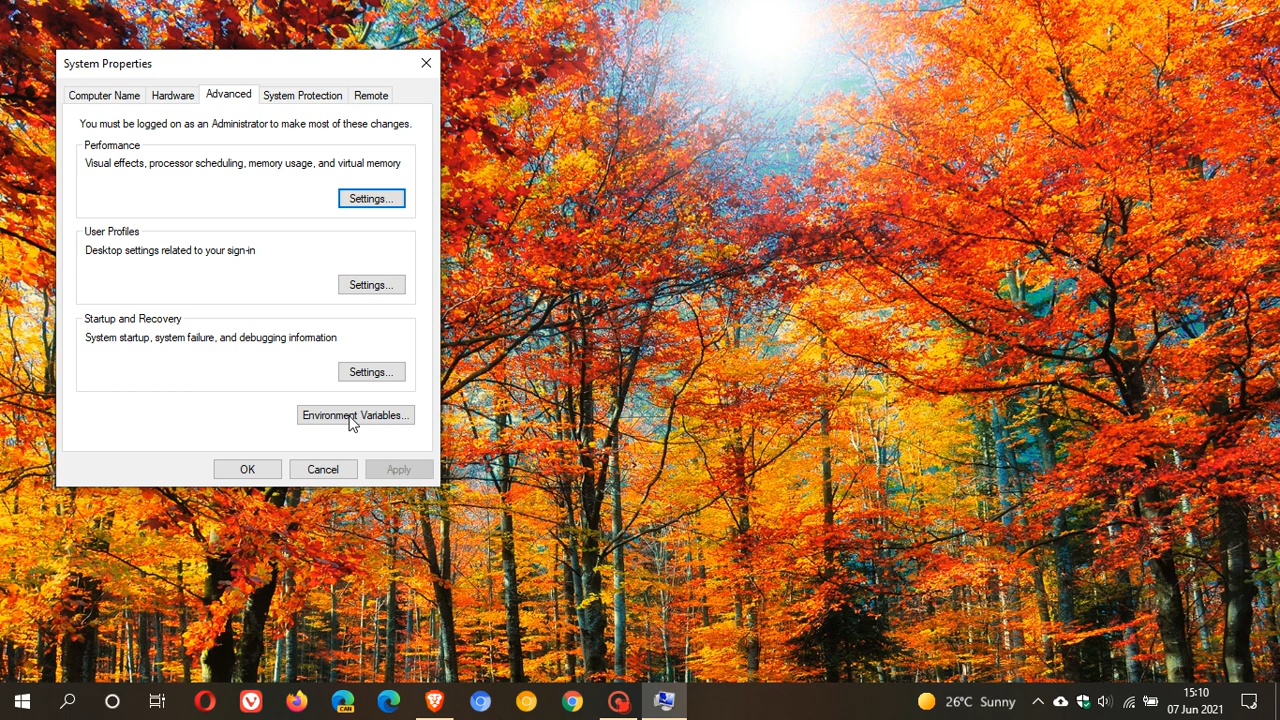 System Properties
Computer Name
Hardware
Advanced
System Protection
Remote
You must be logged on as an Administrator to make most of these changes.
Performance
Visual effects, processor scheduling, memory usage, and virtual memory
Settings...
User Profiles
Desktop settings related to your sign-in
Settings...
Startup and Recovery
System startup, system failure, and debugging information
Settings...
Environment Variables...
OK
Cancel
Apply
CAN
26°C Sunny
15:10
07 Jun 2021